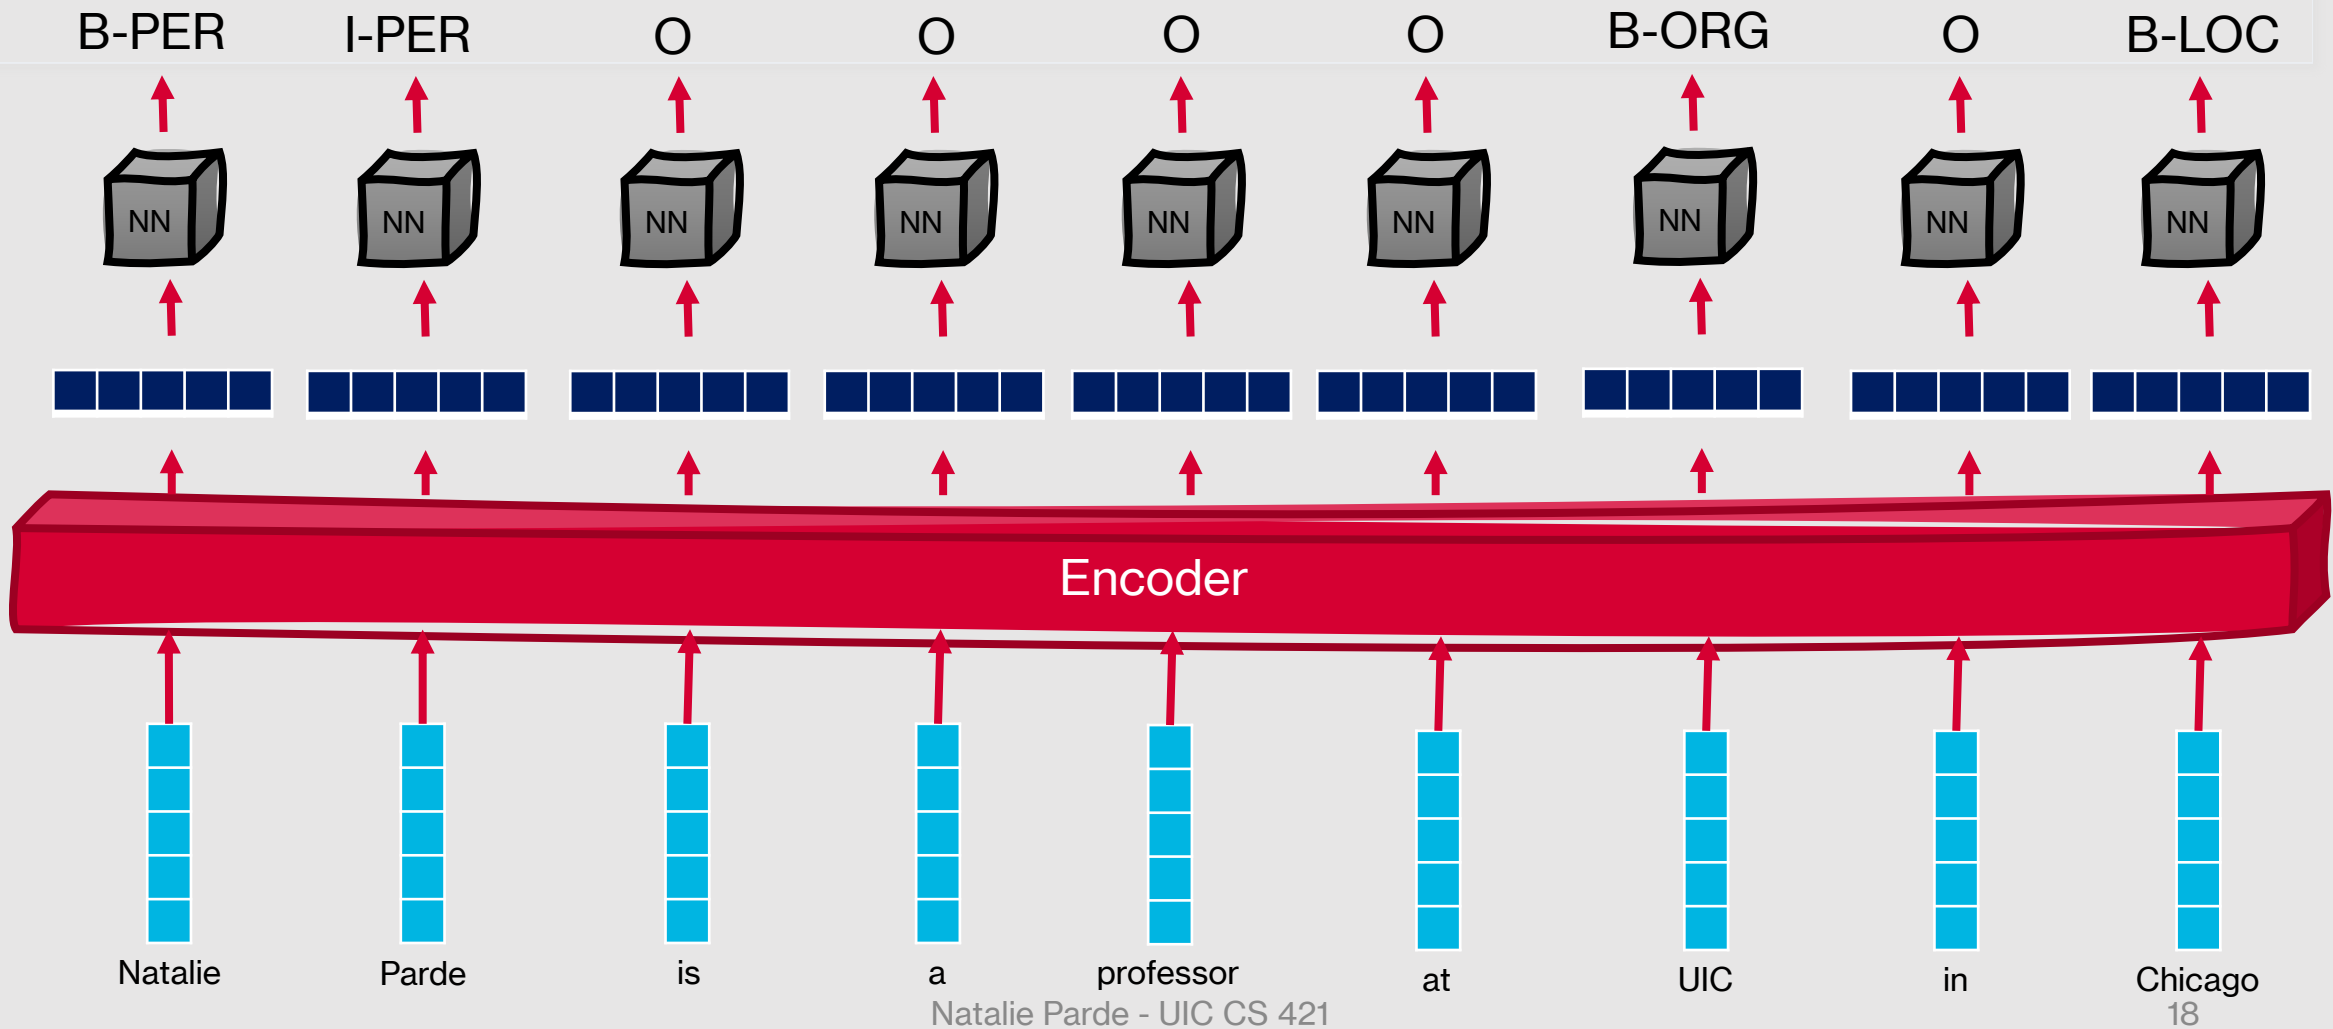 B-PER I-PER O O O O B-ORG O B-LOC
NN NN NN NN NN NN NN NN NN
Encoder
Natalie Parde is a professor at UIC in Chicago
Natalie Parde - UIC CS 421 18